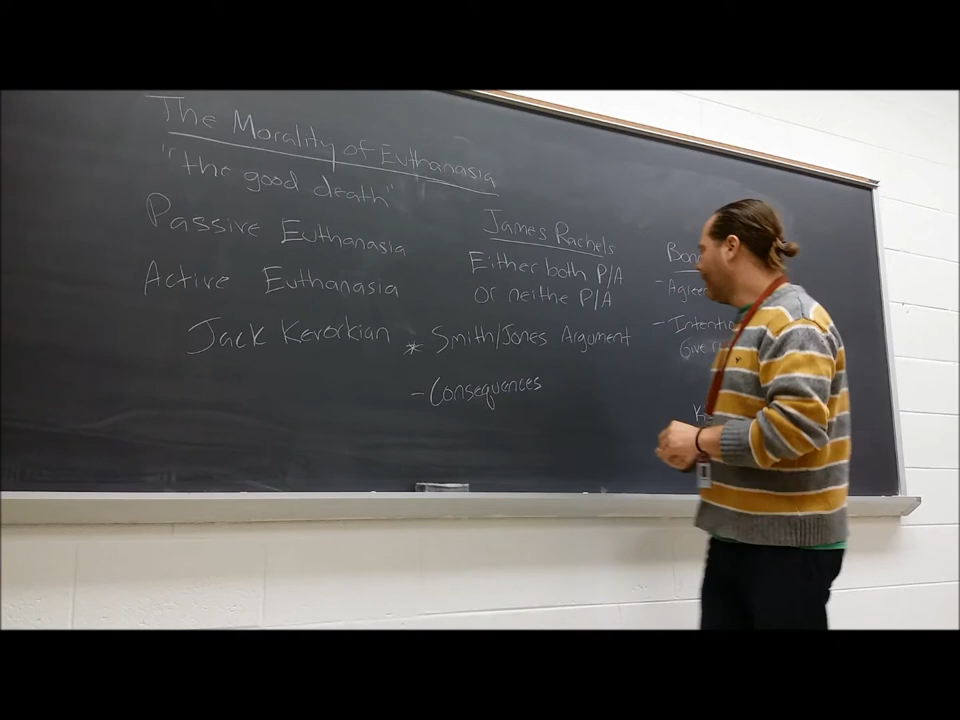 The Morality of Euthanasia
"the good death"
Passive Euthanasia
Active Euthanasia
Jack Kevorkian
James Rachels
Either both P/A
or neithe P/A
* Smith/Jones Argument
- Consequences
- Agree
- Intentio
Give